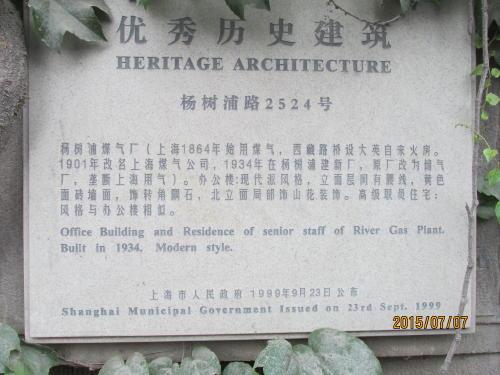 优秀历史建筑
HERITAGE ARCHITECTURE
杨树浦路2524号
杨树浦煤气厂（上海1864年始用煤气，西藏路桥设大英自来火房。
1901年改名上海煤气公司，1934年在杨树浦建新厂，原厂改为储气
厂，垄断上海用气）。办公楼:现代派风格，立面层间有腰线，黄色
面砖墙面，饰转角隅石，北立面局部饰山花装饰。高级职员住宅：
风格与办公楼相似。
Office Building and Residence of senior staff of River Gas Plant.
Built in 1934. Modern style.
上海市人民政府 1999年9月23日公布
Shanghai Municipal Government Issued on 23rd Sept. 1999
2015/07/07